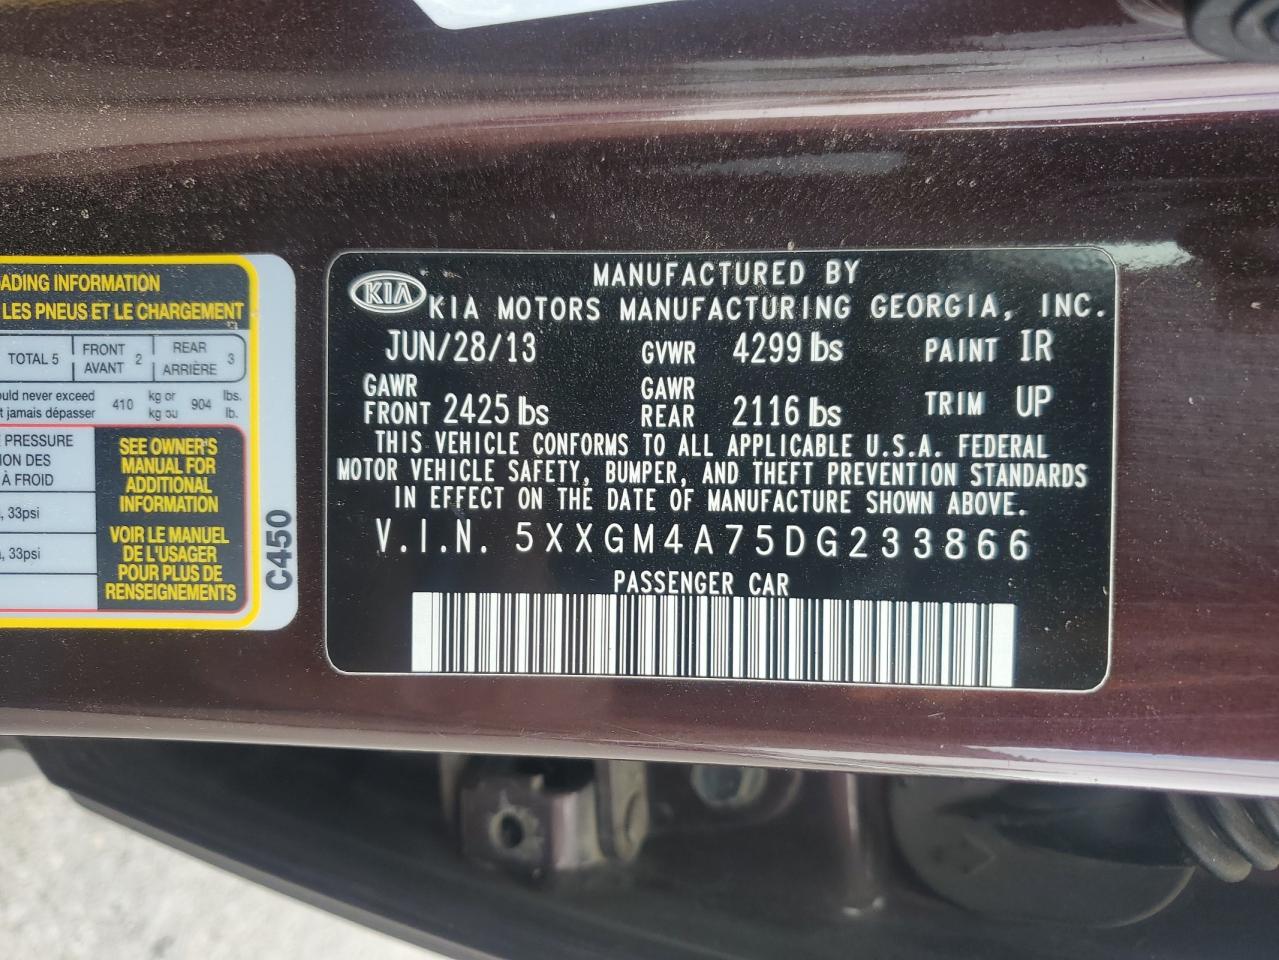 ADING INFORMATION
LES PNEUS ET LE CHARGEMENT
TOTAL 5
FRONT
AVANT
2
REAR
ARRIÈRE
3
ould never exceed
t jamais dépasser
410
kg or
kg ou
904
lbs.
lb.
PRESSURE
ION DES
À FROID
, 33psi
, 33psi
SEE OWNER'S
MANUAL FOR
ADDITIONAL
INFORMATION
VOIR LE MANUEL
DE L'USAGER
POUR PLUS DE
RENSEIGNEMENTS
C450
KIA
MANUFACTURED BY
KIA MOTORS MANUFACTURING GEORGIA, INC.
JUN/28/13 GVWR 4299 lbs PAINT IR
GAWR
FRONT 2425 lbs
GAWR
REAR 2116 lbs
TRIM UP
THIS VEHICLE CONFORMS TO ALL APPLICABLE U.S.A. FEDERAL
MOTOR VEHICLE SAFETY, BUMPER, AND THEFT PREVENTION STANDARDS
IN EFFECT ON THE DATE OF MANUFACTURE SHOWN ABOVE.
V.I.N. 5XXGM4A75DG233866
PASSENGER CAR